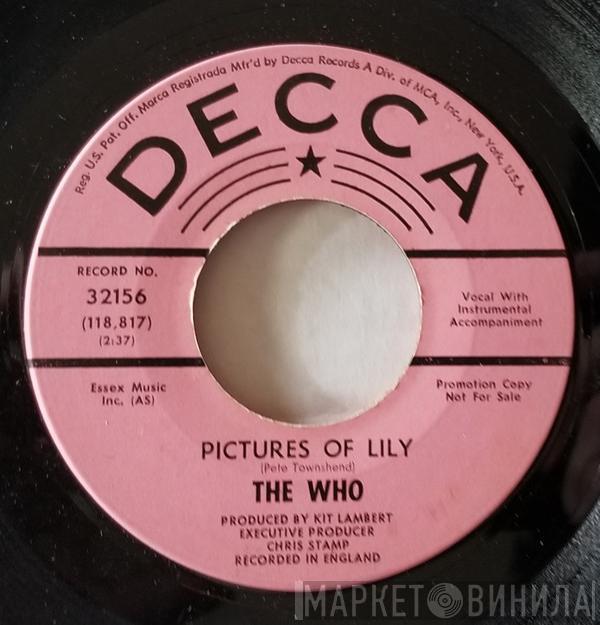 Reg. U.S. Pat. Off. Marca Registrada Mfr'd by Decca Records A Div. of MCA, Inc., New York, U.S.A.
DECCA
RECORD NO.
32156
(118,817)
(2:37)
Vocal With
Instrumental
Accompaniment
Essex Music
Inc. (AS)
Promotion Copy
Not For Sale
PICTURES OF LILY
(Pete Townshend)
THE WHO
PRODUCED BY KIT LAMBERT
EXECUTIVE PRODUCER
CHRIS STAMP
RECORDED IN ENGLAND
МАРКЕТ ВИНИЛА